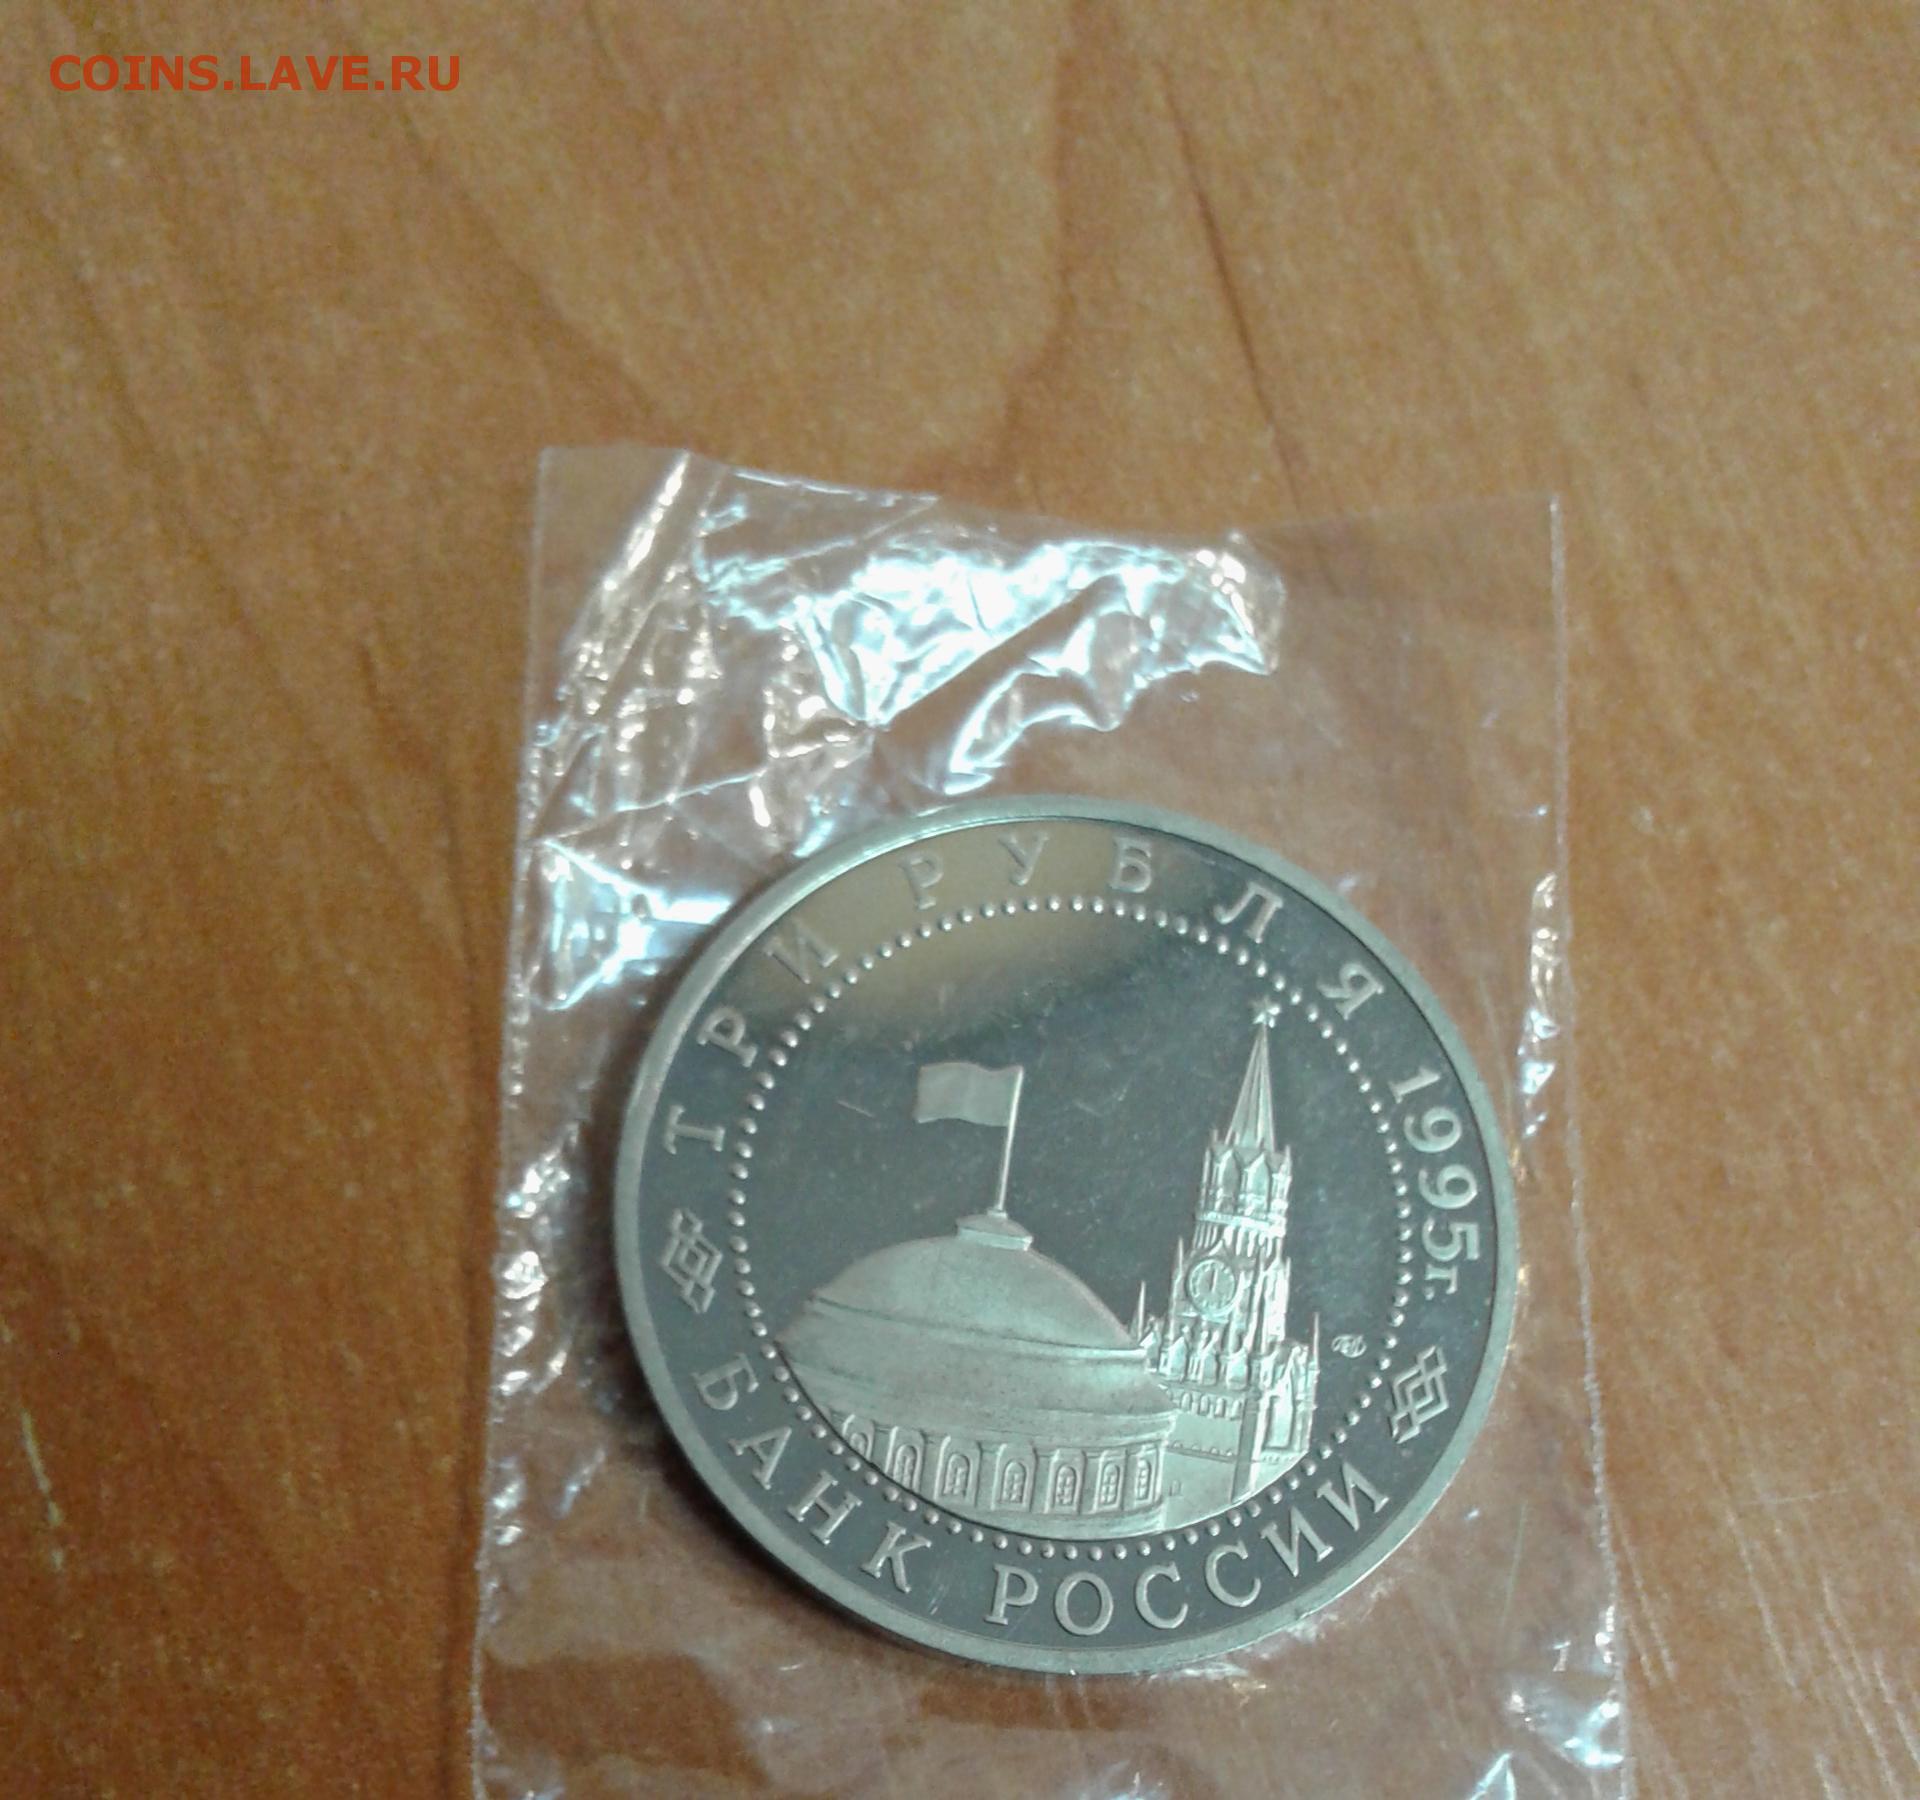 COINS.LAVE.RU
ТРИ РУБЛЯ 1995г.
БАНК РОССИИ